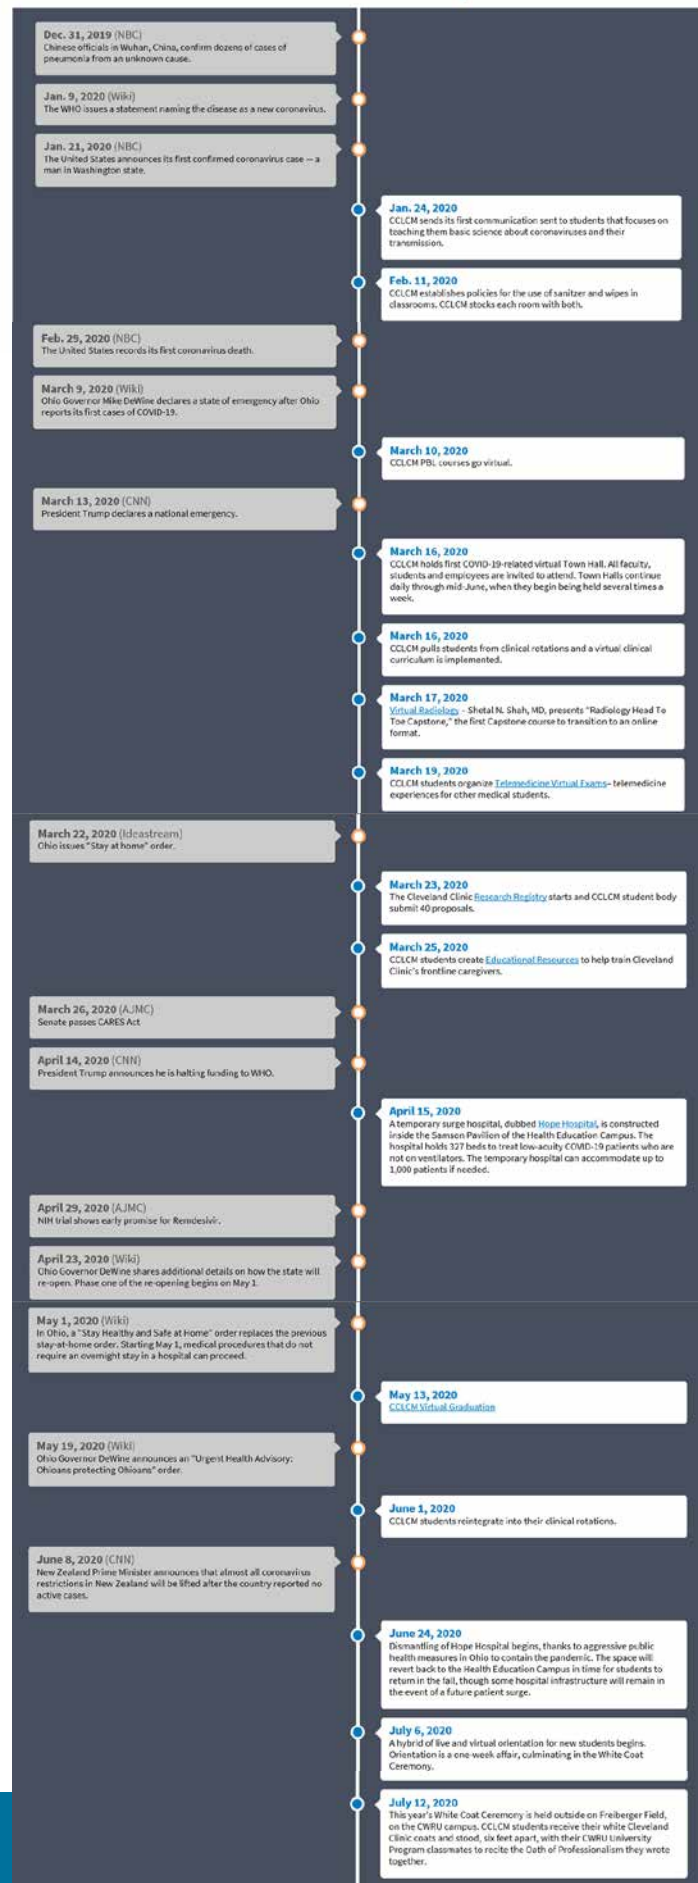 Dec. 31, 2019 (NBC)
Chinese officials in Wuhan, China, confirm dozens of cases of
pneumonia from an unknown cause.
Jan. 9, 2020 (Wiki)
The WHO issues a statement naming the disease as a new coronavirus.
Jan. 21, 2020 (NBC)
The United States announces its first confirmed coronavirus case — a
man in Washington state.
Jan. 24, 2020
CCLCM sends its first communication sent to students that focuses on
teaching them basic science about coronaviruses and their
transmission.
Feb. 11, 2020
CCLCM establishes policies for the use of sanitzer and wipes in
classrooms. CCLCM stocks each room with both.
Feb. 29, 2020 (NBC)
The United States records its first coronavirus death.
March 9, 2020 (Wiki)
Ohio Governor Mike DeWine declares a state of emergency after Ohio
reports its first cases of COVID-19.
March 10, 2020
CCLCM PBL courses go virtual.
March 13, 2020 (CNN)
President Trump declares a national emergency.
March 16, 2020
CCLCM holds first COVID-19-related virtual Town Hall. All faculty,
students and employees are invited to attend. Town Halls continue
daily through mid-June, when they begin being held several times a
week.
March 16, 2020
CCLCM pulls students from clinical rotations and a virtual clinical
curriculum is implemented.
March 17, 2020
Virtual Radiology – Shetal N. Shah, MD, presents "Radiology Head To
Toe Capstone," the first Capstone course to transition to an online
format.
March 19, 2020
CCLCM students organize Telemedicine Virtual Exams– telemedicine
experiences for other medical students.
March 22, 2020 (Ideastream)
Ohio issues "Stay at home" order.
March 23, 2020
The Cleveland Clinic Research Registry starts and CCLCM student body
submit 40 proposals.
March 25, 2020
CCLCM students create Educational Resources to help train Cleveland
Clinic's frontline caregivers.
March 26, 2020 (AJMC)
Senate passes CARES Act
April 14, 2020 (CNN)
President Trump announces he is halting funding to WHO.
April 15, 2020
A temporary surge hospital, dubbed Hope Hospital, is constructed
inside the Samson Pavilion of the Health Education Campus. The
hospital holds 327 beds to treat low-acuity COVID-19 patients who are
not on ventilators. The temporary hospital can accommodate up to
1,000 patients if needed.
April 29, 2020 (AJMC)
NIH trial shows early promise for Remdesivir.
April 23, 2020 (Wiki)
Ohio Governor DeWine shares additional details on how the state will
re-open. Phase one of the re-opening begins on May 1.
May 1, 2020 (Wiki)
In Ohio, a "Stay Healthy and Safe at Home" order replaces the previous
stay-at-home order. Starting May 1, medical procedures that do not
require an overnight stay in a hospital can proceed.
May 13, 2020
CCLCM Virtual Graduation
May 19, 2020 (Wiki)
Ohio Governor DeWine announces an "Urgent Health Advisory:
Ohioans protecting Ohioans" order.
June 1, 2020
CCLCM students reintegrate into their clinical rotations.
June 8, 2020 (CNN)
New Zealand Prime Minister announces that almost all coronavirus
restrictions in New Zealand will be lifted after the country reported no
active cases.
June 24, 2020
Dismantling of Hope Hospital begins, thanks to aggressive public
health measures in Ohio to contain the pandemic. The space will
revert back to the Health Education Campus in time for students to
return in the fall, though some hospital infrastructure will remain in
the event of a future patient surge.
July 6, 2020
A hybrid of live and virtual orientation for new students begins.
Orientation is a one-week affair, culminating in the White Coat
Ceremony.
July 12, 2020
This year's White Coat Ceremony is held outside on Freiberger Field,
on the CWRU campus. CCLCM students receive their white Cleveland
Clinic coats and stood, six feet apart, with their CWRU University
Program classmates to recite the Oath of Professionalism they wrote
together.